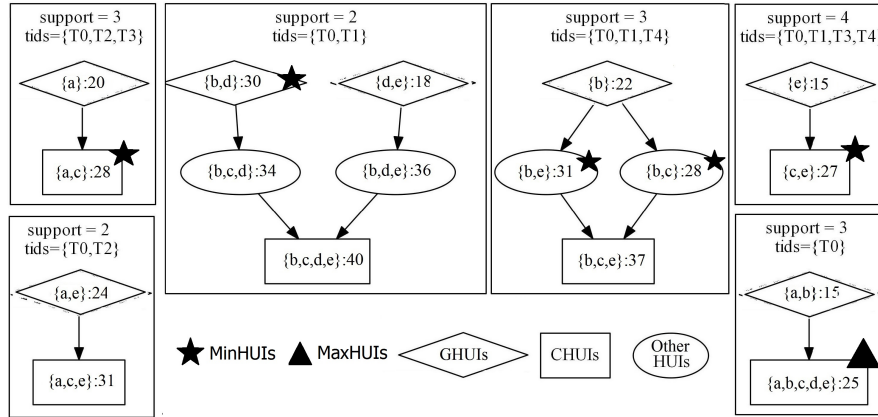 support = 3
tids={T0,T2,T3}
{a}:20
{a,c}:28
support = 2
tids={T0,T1}
{b,d}:30
{d,e}:18
{b,c,d}:34
{b,d,e}:36
{b,c,d,e}:40
support = 3
tids={T0,T1,T4}
{b}:22
{b,e}:31
{b,c}:28
{b,c,e}:37
support = 4
tids={T0,T1,T3,T4
{e}:15
{c,e}:27
support = 2
tids={T0,T2}
{a,e}:24
{a,c,e}:31
MinHUIs
MaxHUIs
GHUIs
CHUIs
Other
HUIs
support = 3
tids={T0}
{a,b}:15
{a,b,c,d,e}:25